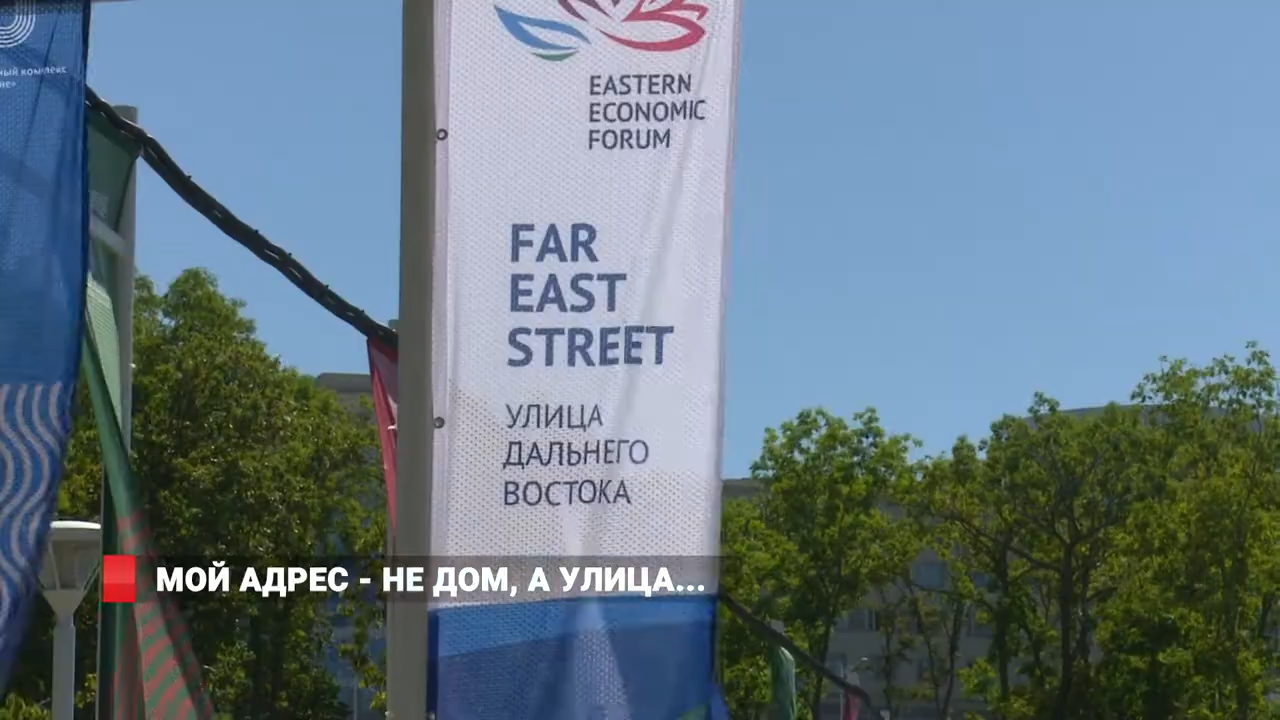 EASTERN
ECONOMIC
FORUM
FAR
EAST
STREET
УЛИЦА
ДАЛЬНЕГО
ВОСТОКА
МОЙ АДРЕС - НЕ ДОМ, А УЛИЦА...